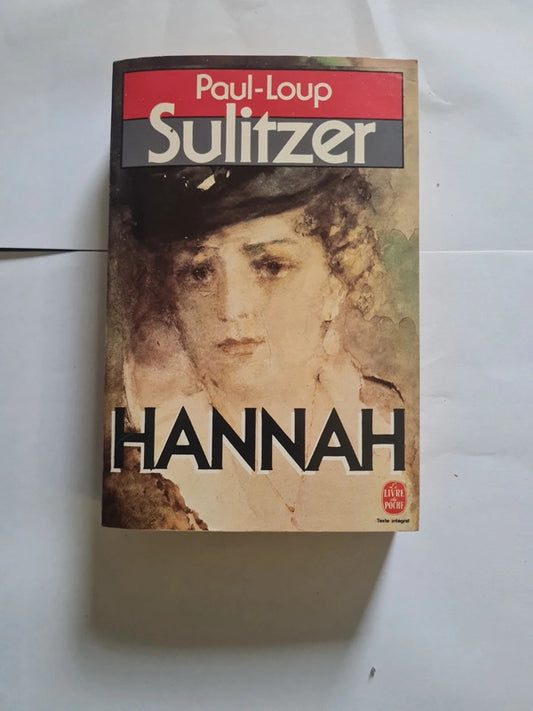 Paul-Loup
Sulitzer
HANNAH
Le
LIVRE
de
POCHE
Texte intégral